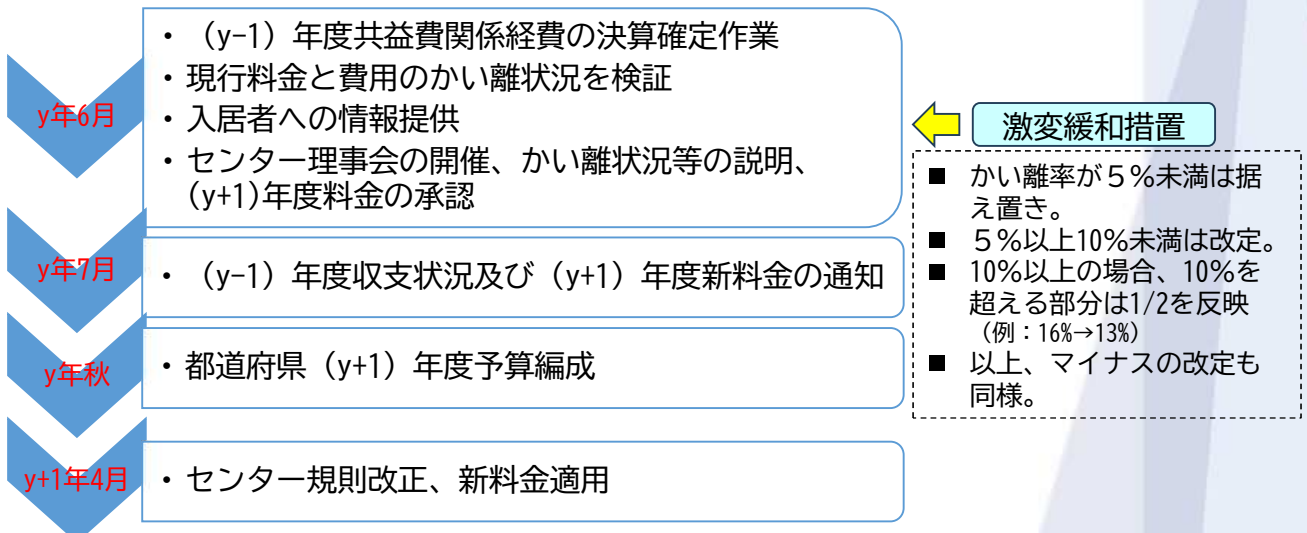 y年6月
・（y-1）年度共益費関係経費の決算確定作業
・現行料金と費用のかい離状況を検証
・入居者への情報提供
・センター理事会の開催、かい離状況等の説明、
(y+1)年度料金の承認
y年7月
・（y-1）年度収支状況及び（y+1）年度新料金の通知
y年秋
・都道府県（y+1）年度予算編成
y+1年4月
・センター規則改正、新料金適用
激変緩和措置
■ かい離率が５％未満は据
え置き。
■ ５％以上10％未満は改定。
■ 10％以上の場合、10％を
超える部分は1/2を反映
（例：16%→13%）
■ 以上、マイナスの改定も
同様。